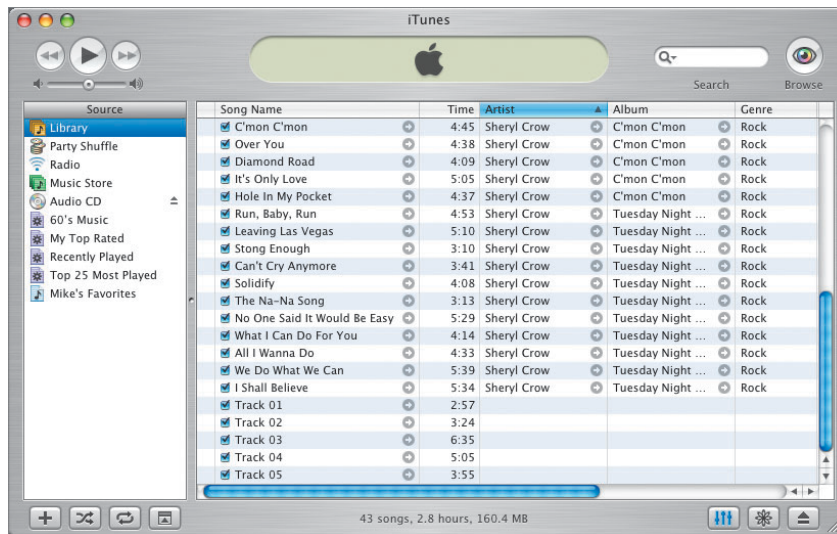 iTunes
Search
Browse
Source
Library
Party Shuffle
Radio
Music Store
Audio CD
60's Music
My Top Rated
Recently Played
Top 25 Most Played
Mike's Favorites
Song Name Time Artist Album Genre
C'mon C'mon 4:45 Sheryl Crow C'mon C'mon Rock
Over You 4:38 Sheryl Crow C'mon C'mon Rock
Diamond Road 4:09 Sheryl Crow C'mon C'mon Rock
It's Only Love 5:05 Sheryl Crow C'mon C'mon Rock
Hole In My Pocket 4:37 Sheryl Crow C'mon C'mon Rock
Run, Baby, Run 4:53 Sheryl Crow Tuesday Night ... Rock
Leaving Las Vegas 5:10 Sheryl Crow Tuesday Night ... Rock
Stong Enough 3:10 Sheryl Crow Tuesday Night ... Rock
Can't Cry Anymore 3:41 Sheryl Crow Tuesday Night ... Rock
Solidify 4:08 Sheryl Crow Tuesday Night ... Rock
The Na-Na Song 3:13 Sheryl Crow Tuesday Night ... Rock
No One Said It Would Be Easy 5:29 Sheryl Crow Tuesday Night ... Rock
What I Can Do For You 4:14 Sheryl Crow Tuesday Night ... Rock
All I Wanna Do 4:33 Sheryl Crow Tuesday Night ... Rock
We Do What We Can 5:39 Sheryl Crow Tuesday Night ... Rock
I Shall Believe 5:34 Sheryl Crow Tuesday Night ... Rock
Track 01 2:57
Track 02 3:24
Track 03 6:35
Track 04 5:05
Track 05 3:55
43 songs, 2.8 hours, 160.4 MB